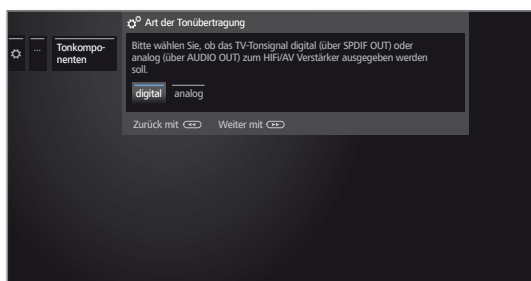 Art der Tonübertragung
...
Tonkompo-
nenten
Bitte wählen Sie, ob das TV-Tonsignal digital (über SPDIF OUT) oder
analog (über AUDIO OUT) zum HIFi/AV Verstärker ausgegeben werden
soll.
digital analog
Zurück mit Weiter mit